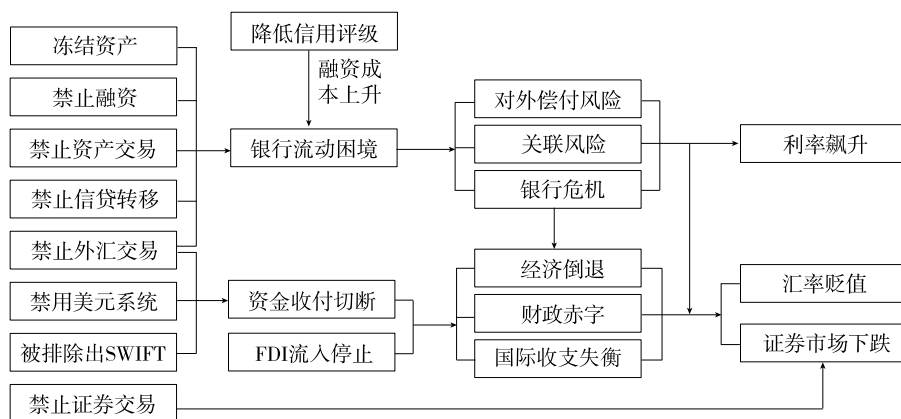 冻结资产
禁止融资
禁止资产交易
禁止信贷转移
禁止外汇交易
禁用美元系统
被排除出SWIFT
禁止证券交易
降低信用评级
融资成
本上升
银行流动困境
资金收付切断
FDI流入停止
对外偿付风险
关联风险
银行危机
经济倒退
财政赤字
国际收支失衡
利率飙升
汇率贬值
证券市场下跌